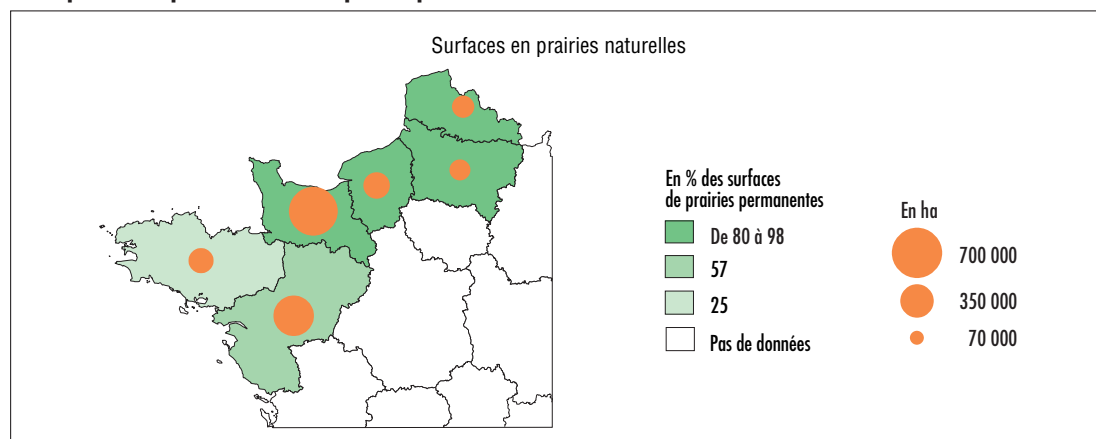 Surfaces en prairies naturelles
En % des surfaces
de prairies permanentes
De 80 à 98
57
25
Pas de données
En ha
700 000
350 000
70 000